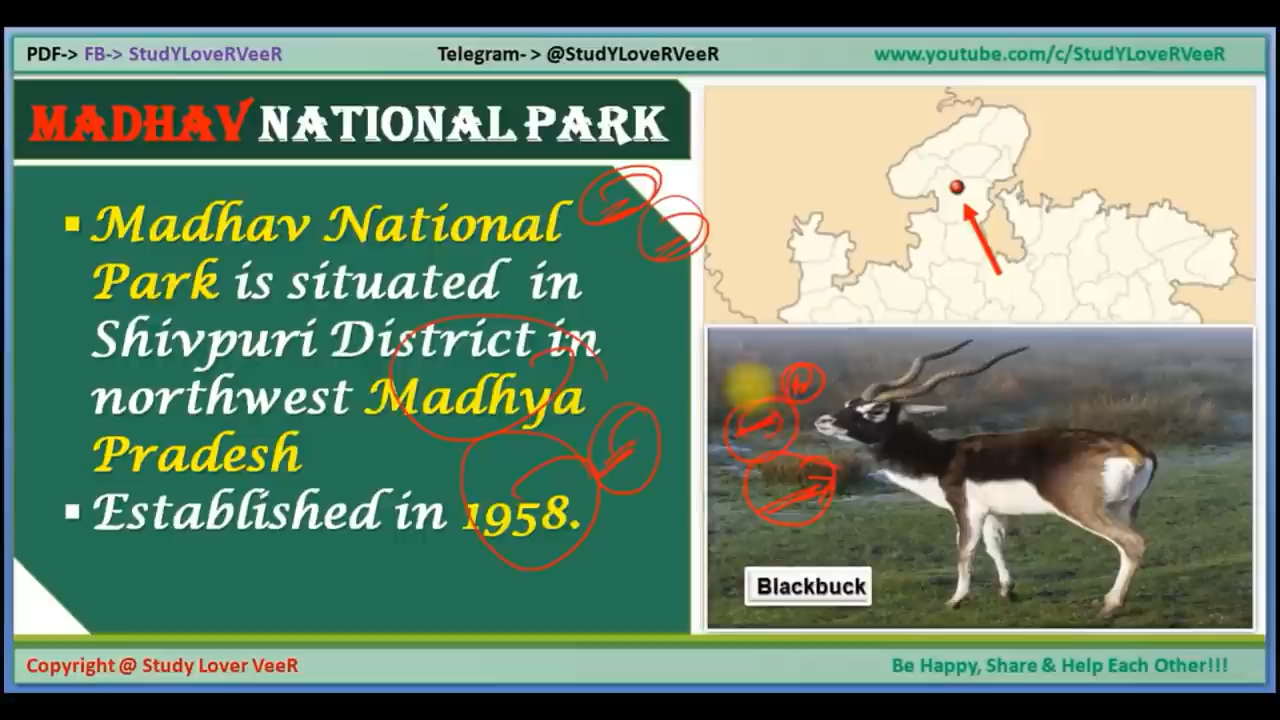 PDF-> FB-> StudYLoveRVeeR
Telegram- > @StudYLoveRVeeR
www.youtube.com/c/StudYLoveRVeeR
MADHAV NATIONAL PARK
▪ Madhav National
Park is situated in
Shivpuri District in
northwest Madhya
Pradesh
▪ Established in 1958.
Blackbuck
Copyright @ Study Lover VeeR
Be Happy, Share & Help Each Other!!!